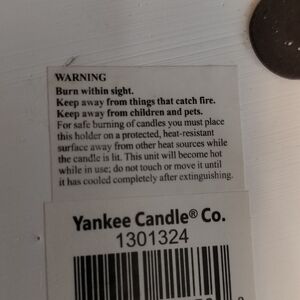 WARNING
Burn within sight.
Keep away from things that catch fire.
Keep away from children and pets.
For safe burning of candles you must place
this holder on a protected, heat-resistant
surface away from other heat sources while
the candle is lit. This unit will become hot
while in use; do not touch or move it until
it has cooled completely after extinguishing.
Yankee Candle® Co.
1301324